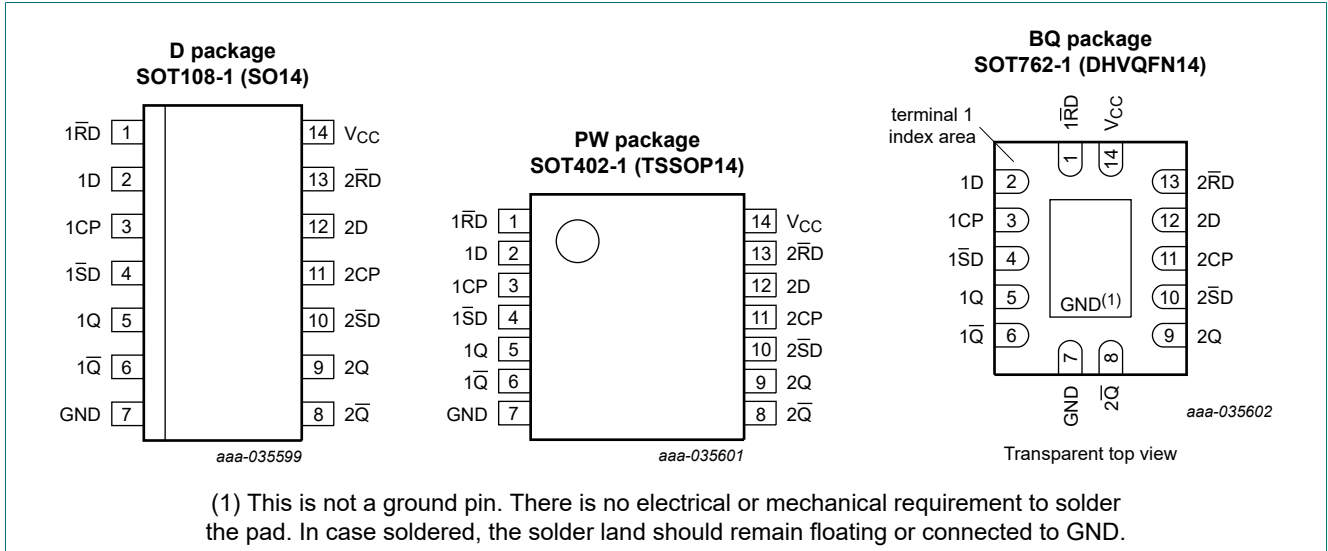 D package
SOT108-1 (SO14)
1R̅D 1
1D 2
1CP 3
1S̅D 4
1Q 5
1Q̅ 6
GND 7
14 VCC
13 2R̅D
12 2D
11 2CP
10 2S̅D
9 2Q
8 2Q̅
aaa-035599
PW package
SOT402-1 (TSSOP14)
1R̅D 1
1D 2
1CP 3
1S̅D 4
1Q 5
1Q̅ 6
GND 7
14 VCC
13 2R̅D
12 2D
11 2CP
10 2S̅D
9 2Q
8 2Q̅
aaa-035601
BQ package
SOT762-1 (DHVQFN14)
terminal 1
index area
1R̅D 1
VCC 14
1D 2
1CP 3
1S̅D 4
1Q 5
1Q̅ 6
13 2R̅D
12 2D
11 2CP
10 2S̅D
9 2Q
GND(1)
GND 7
2Q̅ 8
aaa-035602
Transparent top view
(1) This is not a ground pin. There is no electrical or mechanical requirement to solder
the pad. In case soldered, the solder land should remain floating or connected to GND.